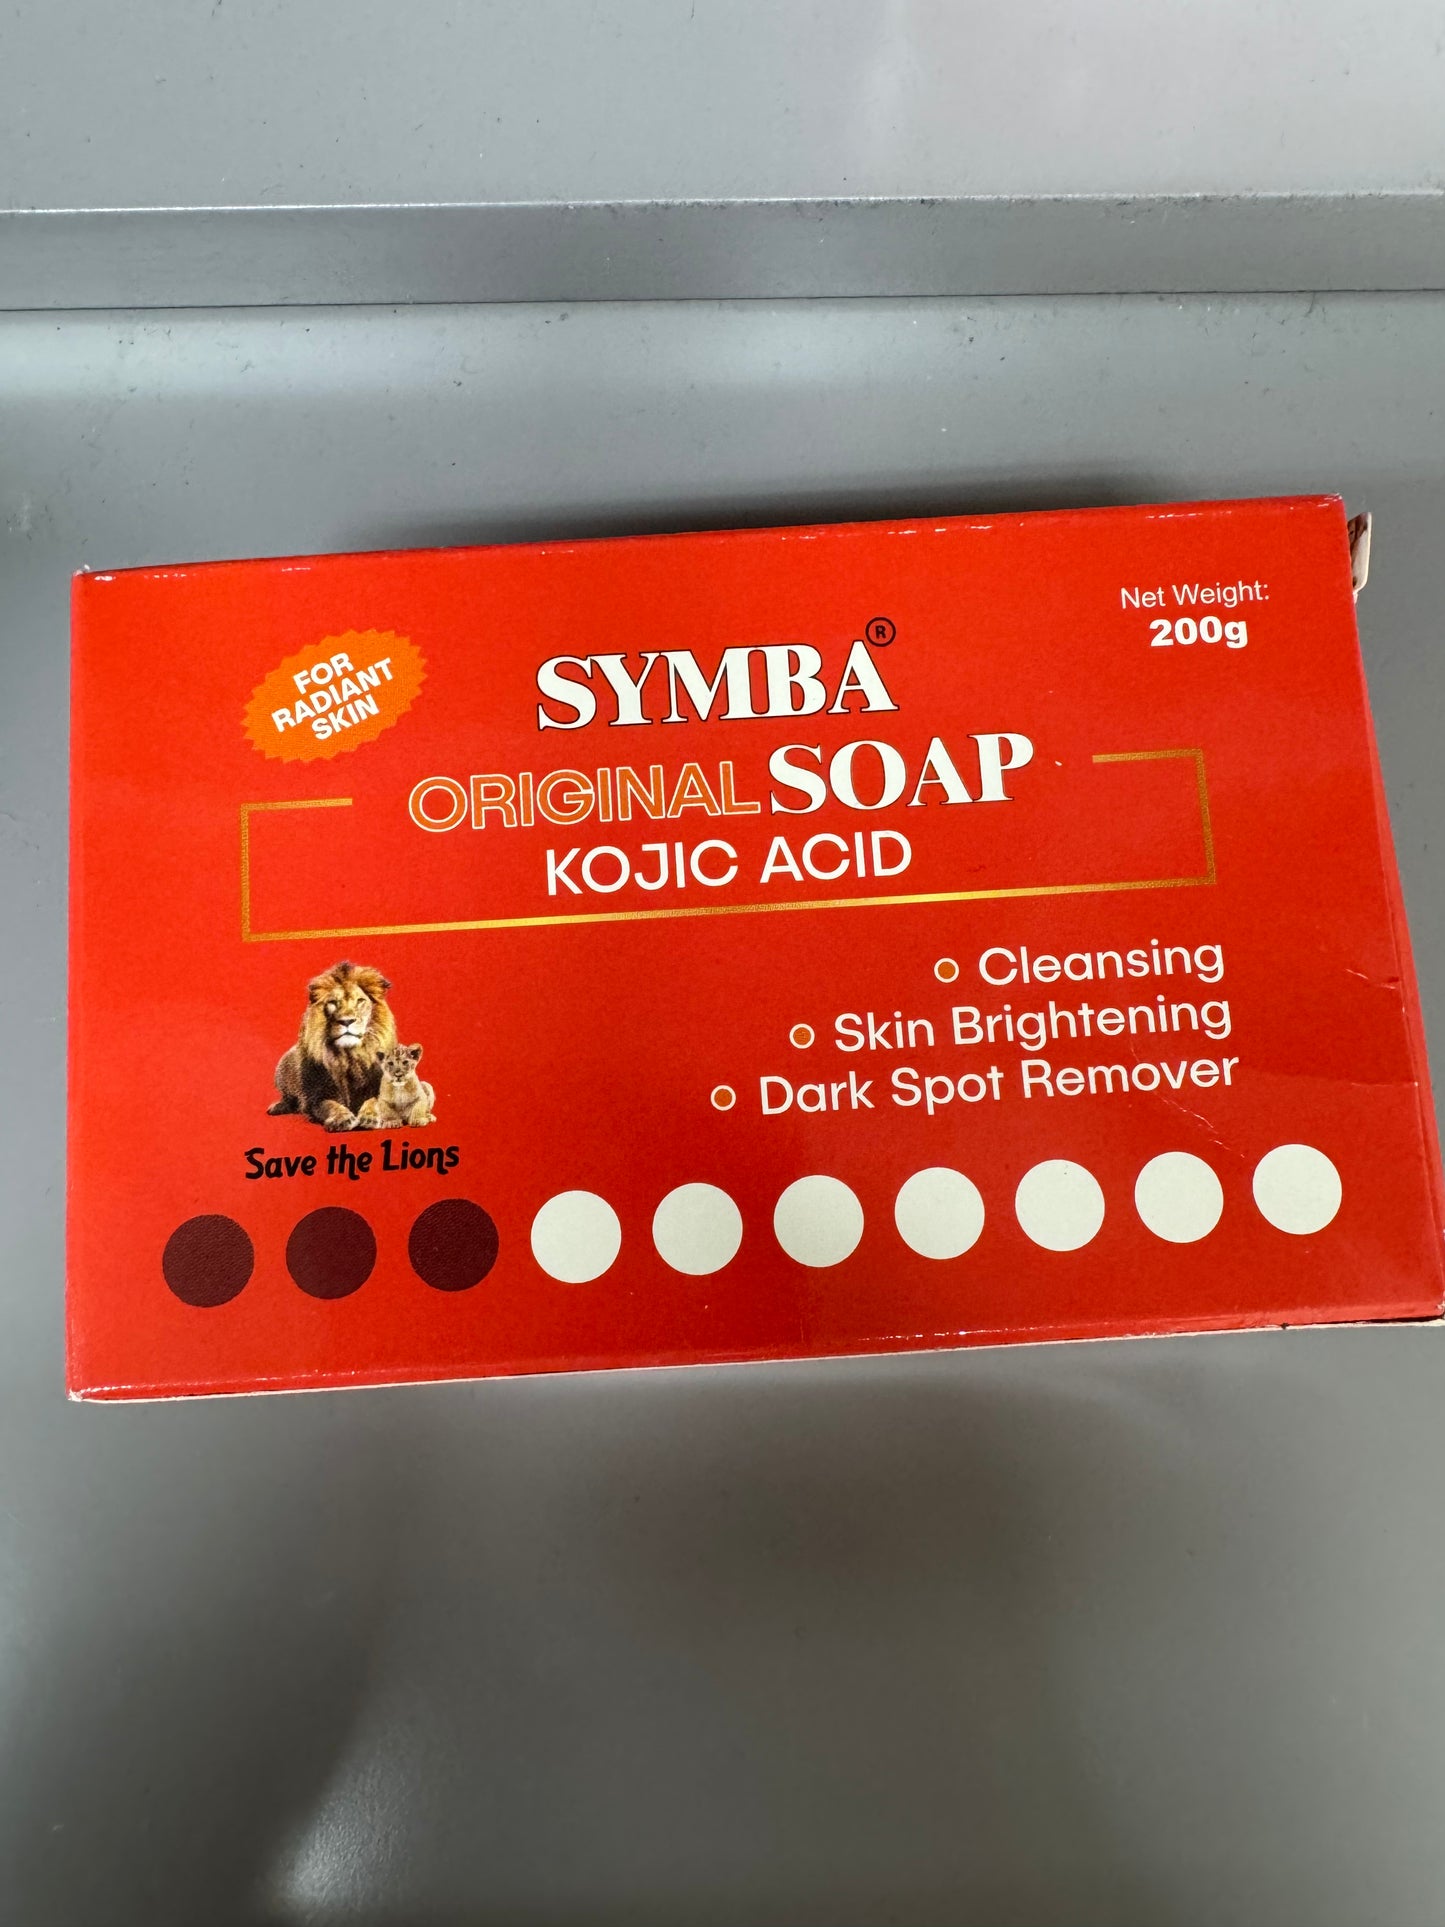 Net Weight:
200g
FOR
RADIANT
SKIN
SYMBA®
ORIGINAL SOAP
KOJIC ACID
Cleansing
Skin Brightening
Dark Spot Remover
Save the Lions